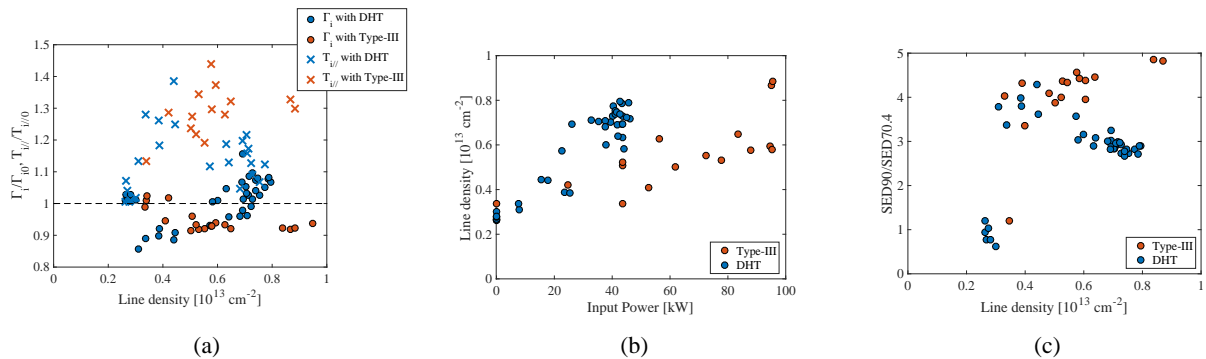 Γi with DHT
Γi with Type-III
Ti// with DHT
Ti// with Type-III
1.5
1.4
1.3
1.2
1.1
1
0.9
0.8
Γi/Γi0, Ti///Ti//0
0 0.2 0.4 0.6 0.8 1
Line density [10^13 cm^-2]
(a)
1
0.8
0.6
0.4
0.2
0
Line density [10^13 cm^-2]
Type-III
DHT
0 20 40 60 80 100
Input Power [kW]
(b)
5
4
3
2
1
0
SED90/SED70.4
Type-III
DHT
0 0.2 0.4 0.6 0.8 1
Line density [10^13 cm^-2]
(c)